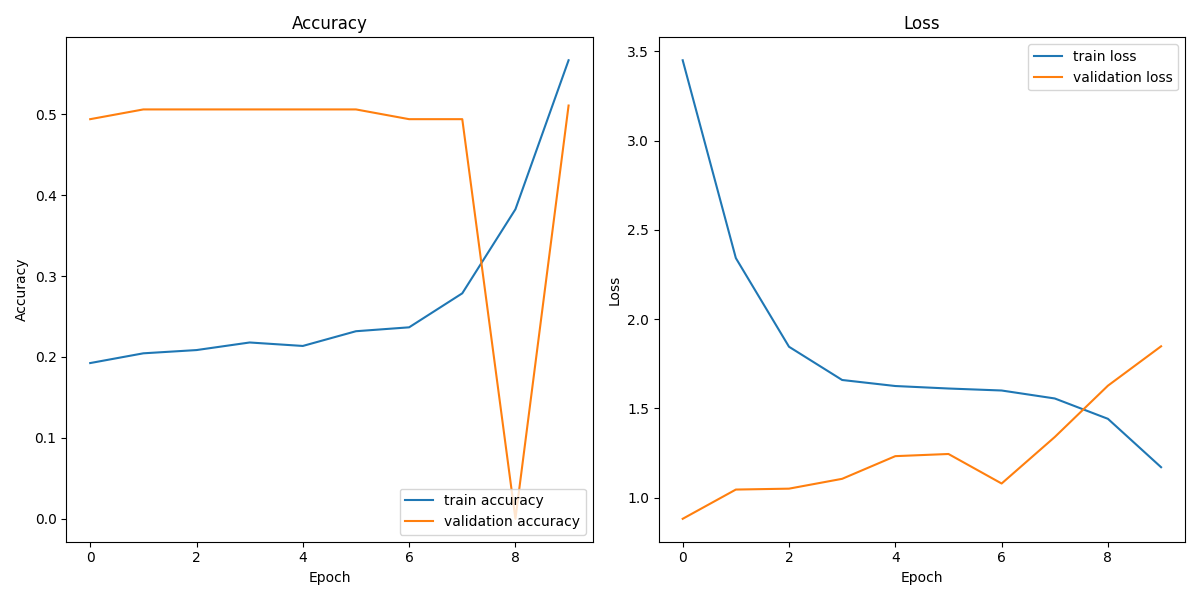 Accuracy
Accuracy
0.5
0.4
0.3
0.2
0.1
0.0
train accuracy
validation accuracy
0 2 4 6 8
Epoch
Loss
Loss
3.5
3.0
2.5
2.0
1.5
1.0
train loss
validation loss
0 2 4 6 8
Epoch